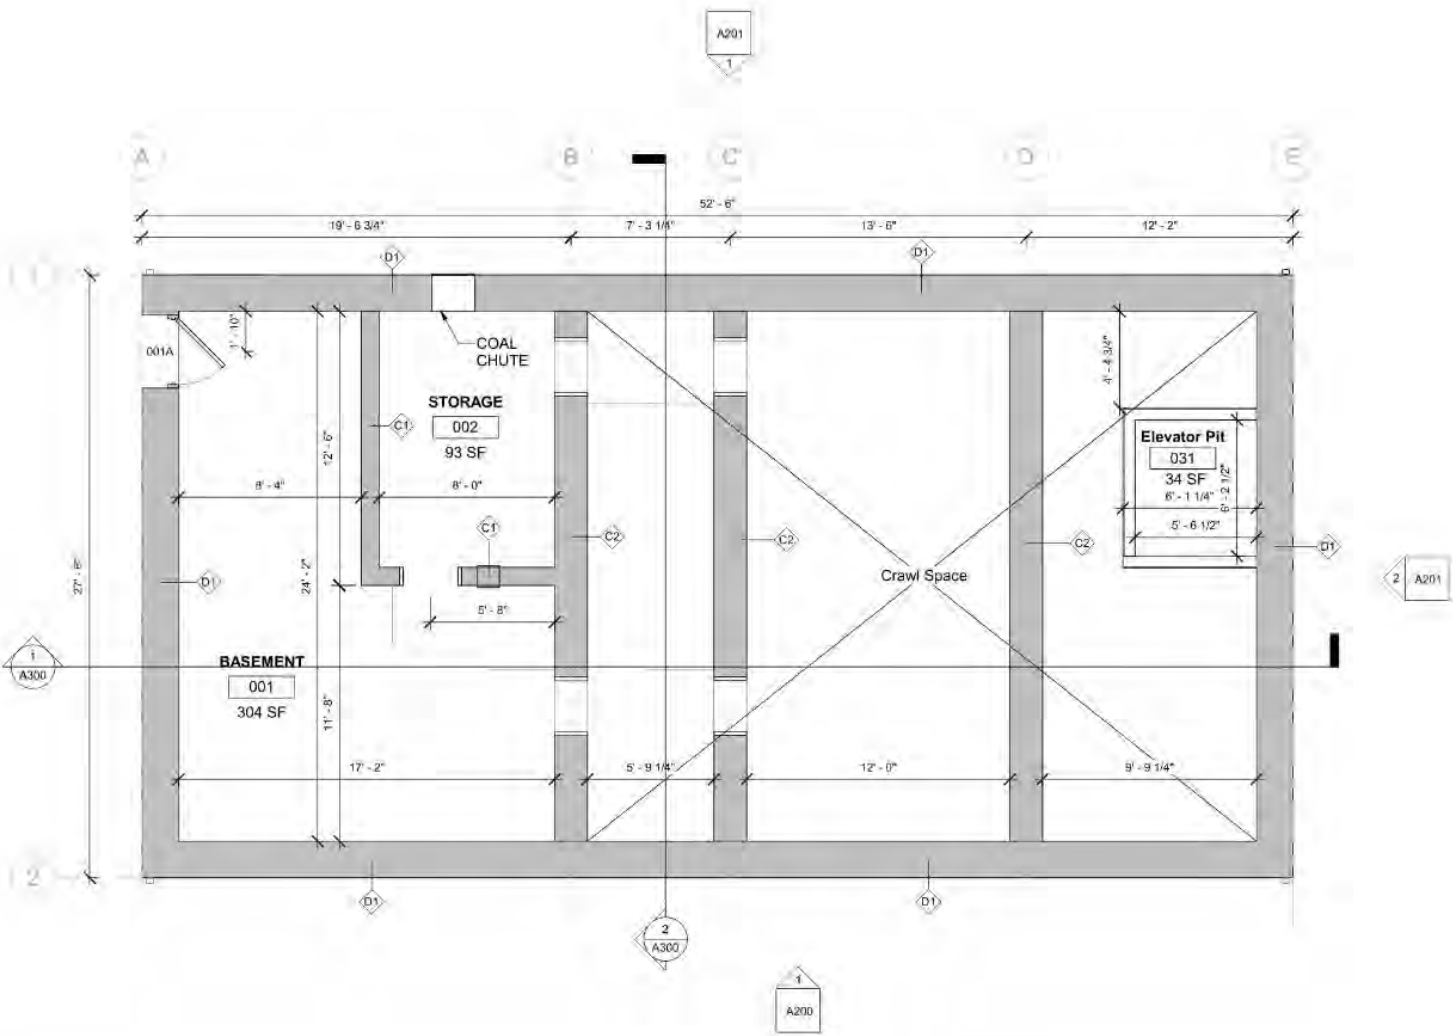 A201
1
A
B
C
D
E
52' - 6"
19' - 6 3/4"
7' - 3 1/4"
13' - 6"
12' - 2"
D1
D1
1
1' - 10"
001A
COAL
CHUTE
4' - 4 3/4"
STORAGE
002
93 SF
C1
12' - 6"
Elevator Pit
031
34 SF
6' - 1 1/4"
6' - 2 1/2"
5' - 6 1/2"
8' - 4"
8' - 0"
C1
C2
C2
C2
D1
27' - 6"
24' - 2"
D1
Crawl Space
2
A201
5' - 8"
1
A300
BASEMENT
001
304 SF
11' - 8"
17' - 2"
5' - 9 1/4"
12' - 0"
9' - 9 1/4"
2
D1
D1
2
A300
1
A200